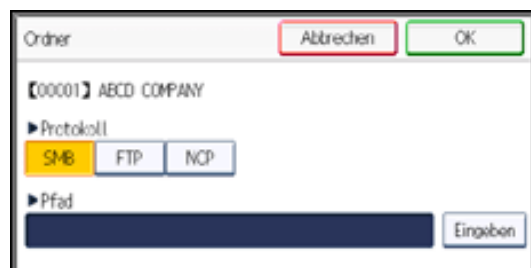 Ordner Abbrechen OK
【00001】 ABCD COMPANY
►Protokoll
SMB FTP NCP
►Pfad
Eingeben